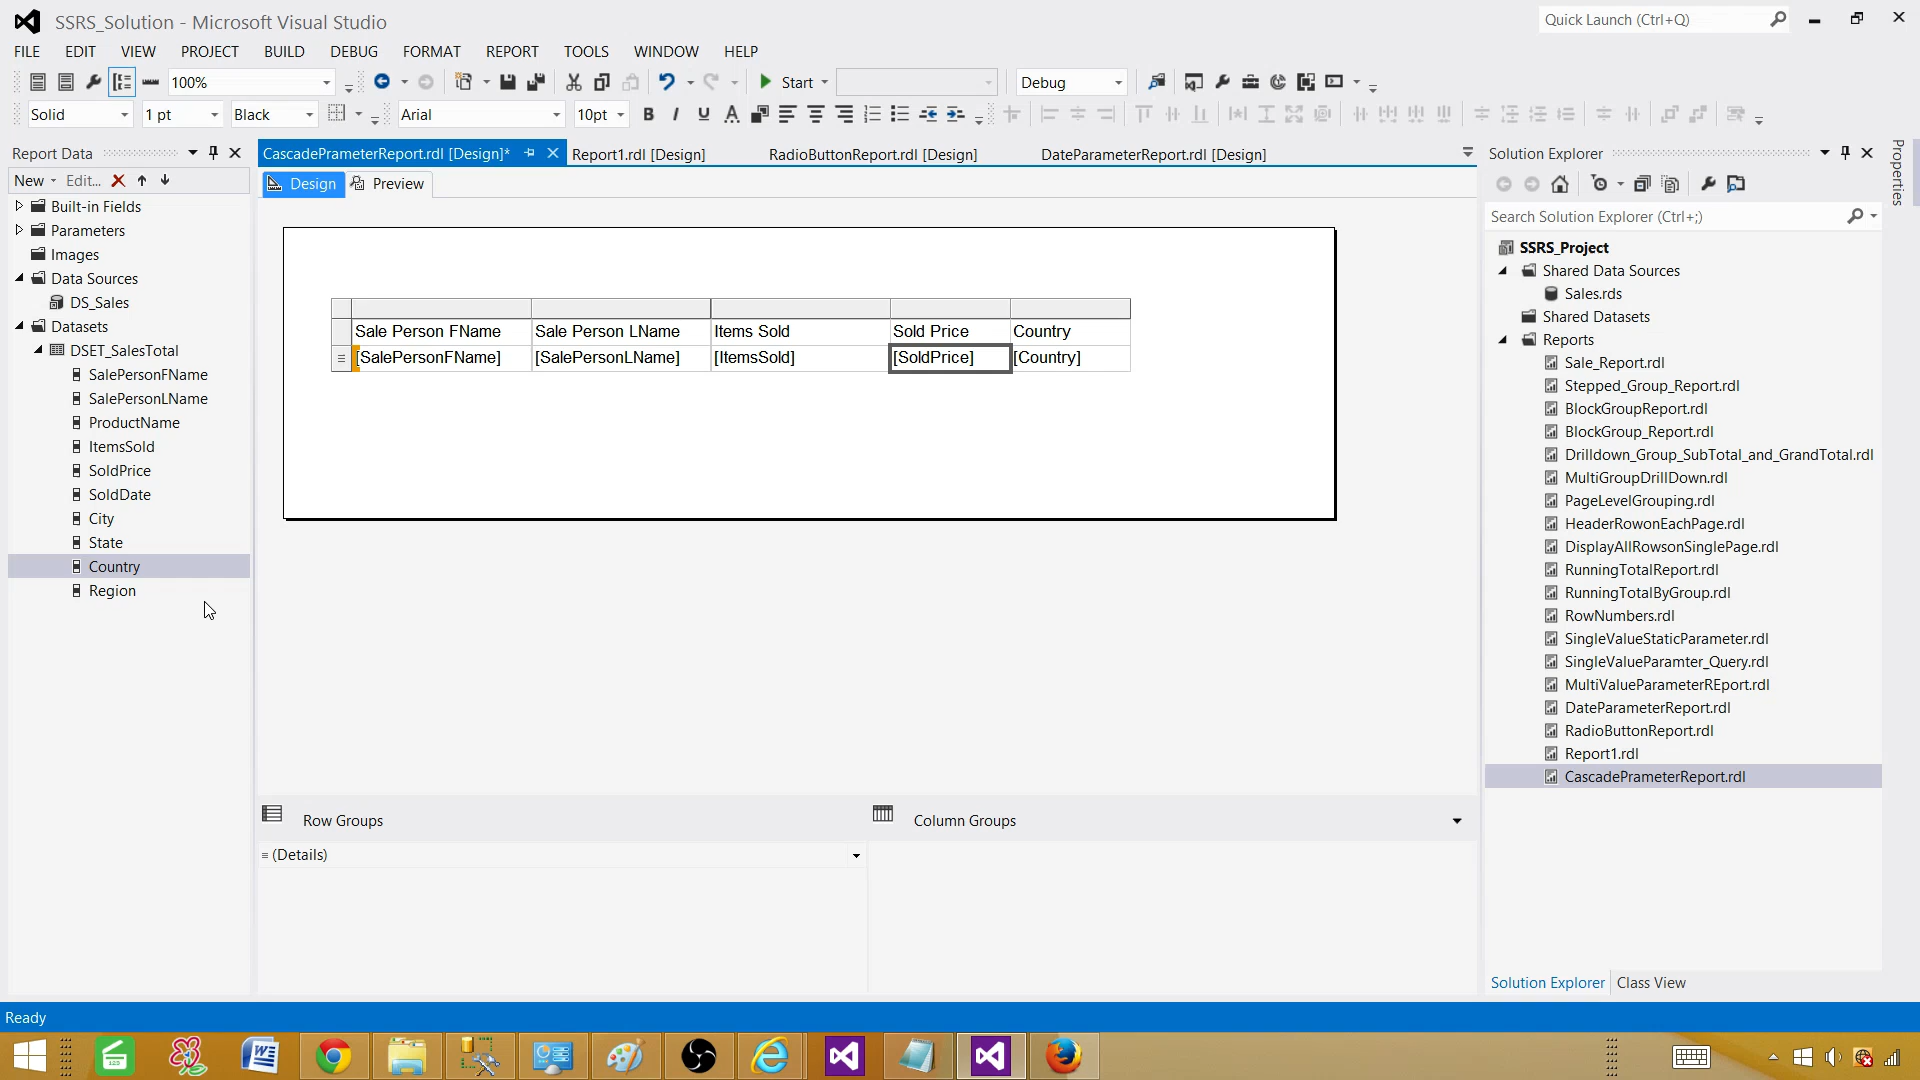 SSRS_Solution - Microsoft Visual Studio
Quick Launch (Ctrl+Q)
FILE EDIT VIEW PROJECT BUILD DEBUG FORMAT REPORT TOOLS WINDOW HELP
100% Start Debug
Solid 1 pt Black Arial 10pt B I U A
Report Data
CascadePrameterReport.rdl [Design]* Report1.rdl [Design] RadioButtonReport.rdl [Design] DateParameterReport.rdl [Design]
Solution Explorer
Properties
New Edit...
Design Preview
Search Solution Explorer (Ctrl+;)
Built-in Fields
Parameters
Images
Data Sources
DS_Sales
Datasets
DSET_SalesTotal
SalePersonFName
SalePersonLName
ProductName
ItemsSold
SoldPrice
SoldDate
City
State
Country
Region
Sale Person FName Sale Person LName Items Sold Sold Price Country
[SalePersonFName] [SalePersonLName] [ItemsSold] [SoldPrice] [Country]
Row Groups
Column Groups
(Details)
SSRS_Project
Shared Data Sources
Sales.rds
Shared Datasets
Reports
Sale_Report.rdl
Stepped_Group_Report.rdl
BlockGroupReport.rdl
BlockGroup_Report.rdl
Drilldown_Group_SubTotal_and_GrandTotal.rdl
MultiGroupDrillDown.rdl
PageLevelGrouping.rdl
HeaderRowonEachPage.rdl
DisplayAllRowsonSinglePage.rdl
RunningTotalReport.rdl
RunningTotalByGroup.rdl
RowNumbers.rdl
SingleValueStaticParameter.rdl
SingleValueParamter_Query.rdl
MultiValueParameterREport.rdl
DateParameterReport.rdl
RadioButtonReport.rdl
Report1.rdl
CascadePrameterReport.rdl
Solution Explorer Class View
Ready